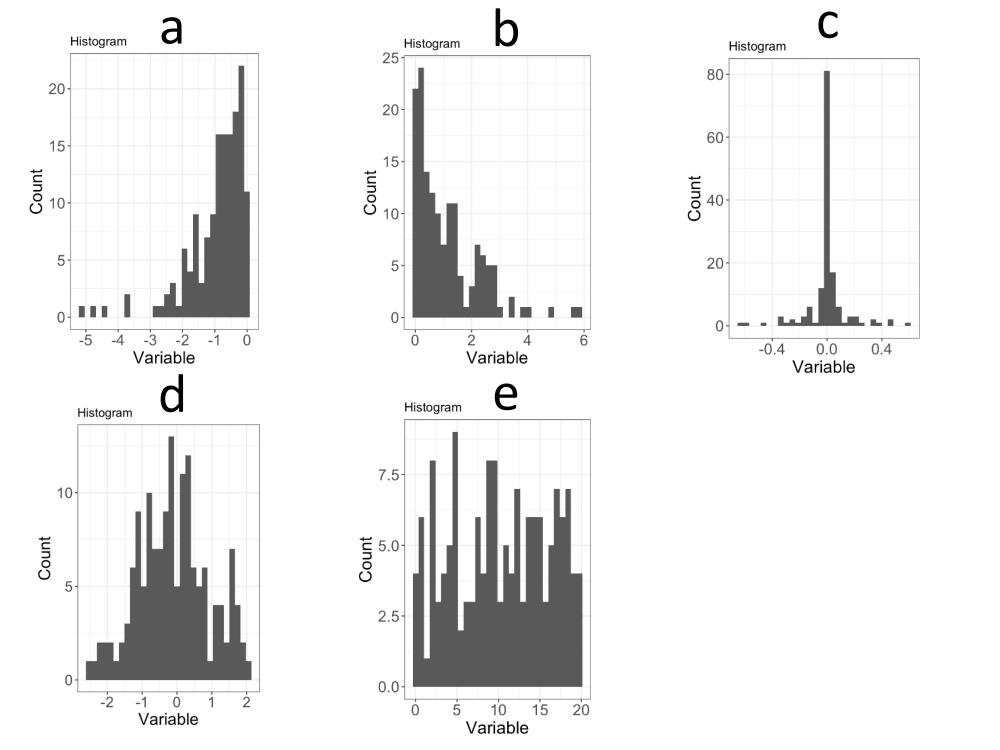 a
Histogram
Count
20
15
10
5
0
-5 -4 -3 -2 -1 0
Variable
b
Histogram
Count
25
20
15
10
5
0
0 2 4 6
Variable
c
Histogram
Count
80
60
40
20
0
-0.4 0.0 0.4
Variable
d
Histogram
Count
10
5
0
-2 -1 0 1 2
Variable
e
Histogram
Count
7.5
5.0
2.5
0.0
0 5 10 15 20
Variable